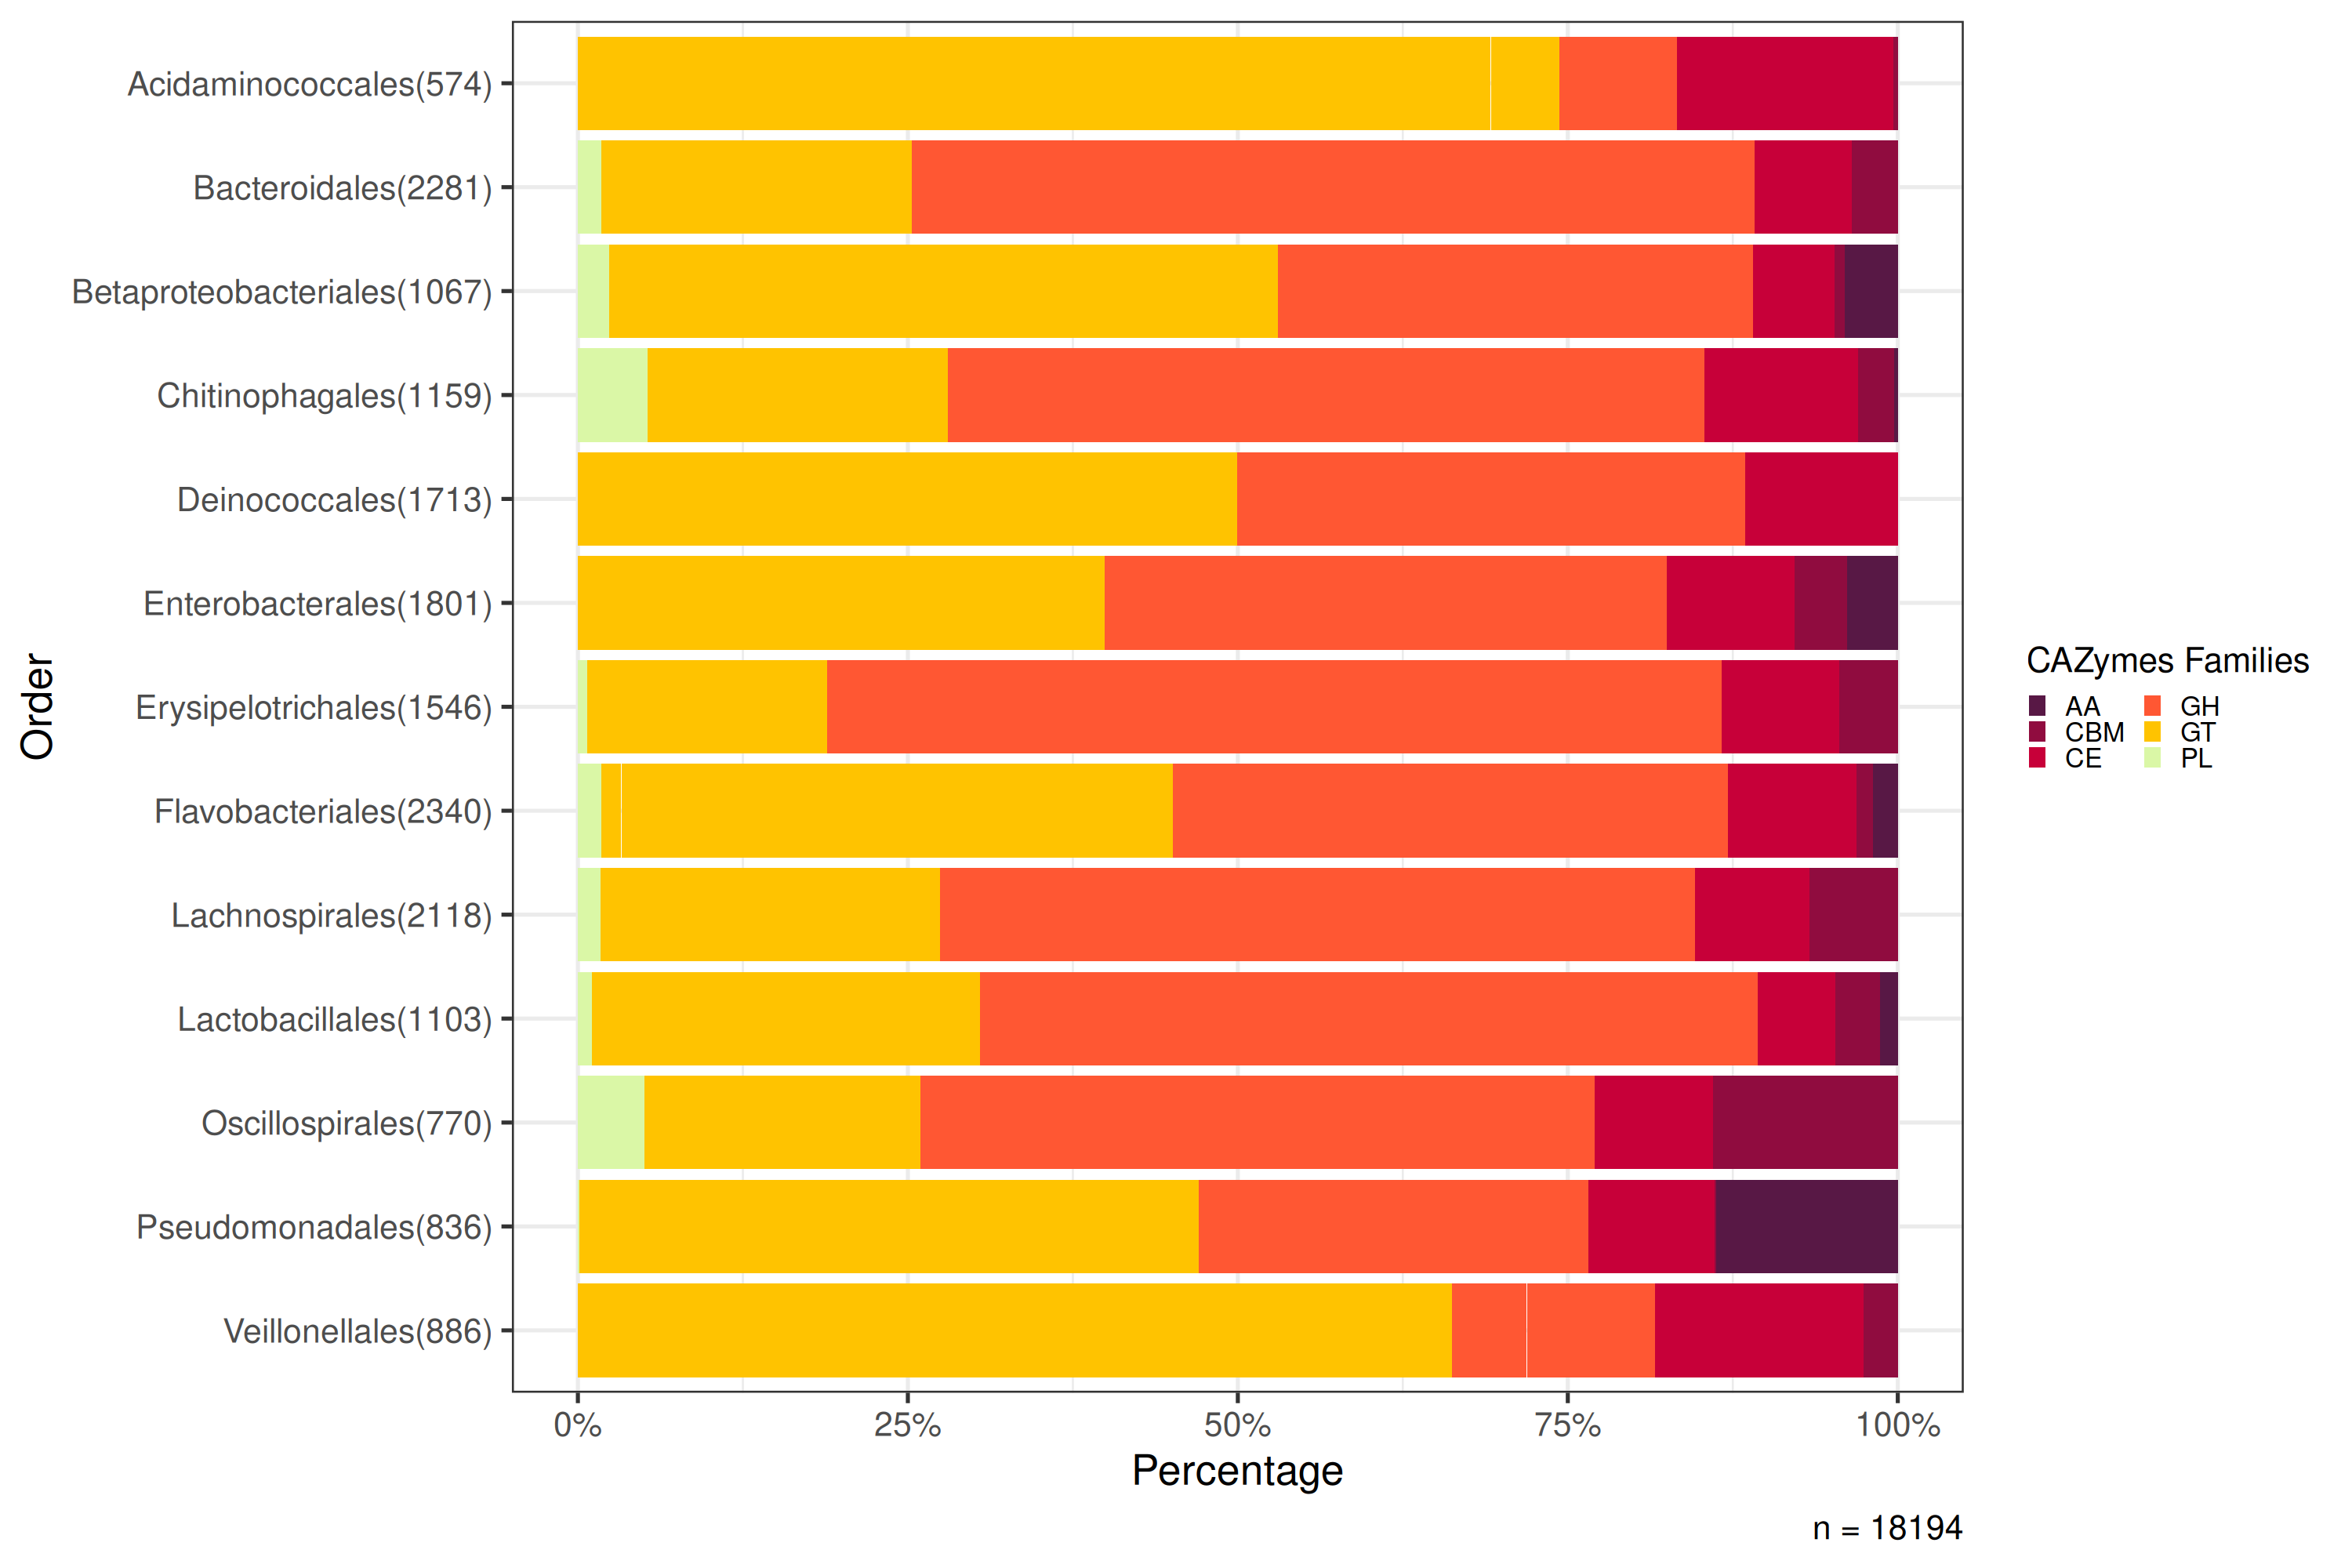 Order
Acidaminococcales(574)
Bacteroidales(2281)
Betaproteobacteriales(1067)
Chitinophagales(1159)
Deinococcales(1713)
Enterobacterales(1801)
Erysipelotrichales(1546)
Flavobacteriales(2340)
Lachnospirales(2118)
Lactobacillales(1103)
Oscillospirales(770)
Pseudomonadales(836)
Veillonellales(886)
0% 25% 50% 75% 100%
Percentage
n = 18194
CAZymes Families
AA GH
CBM GT
CE PL